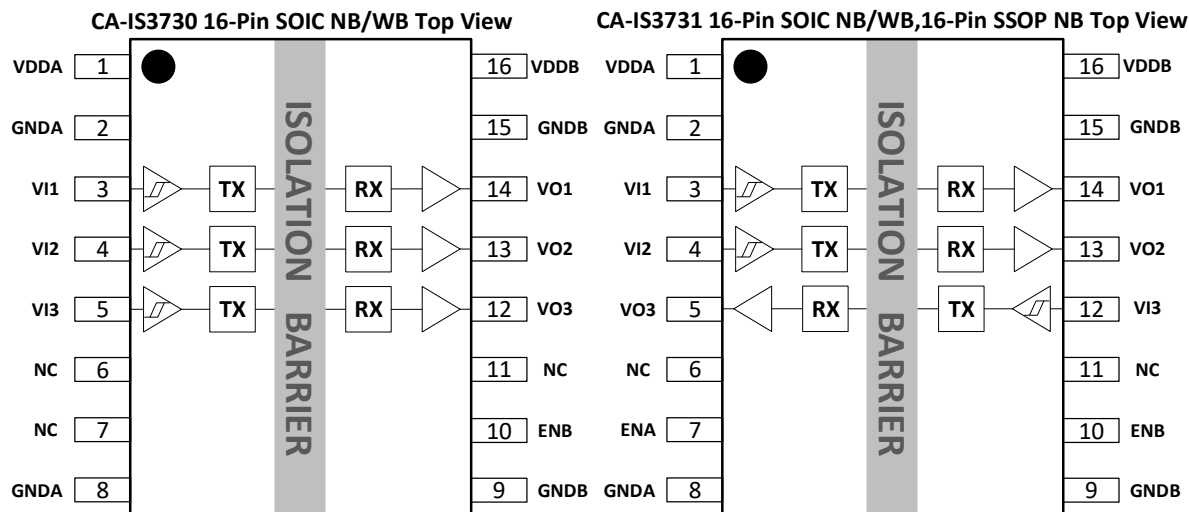 CA-IS3730 16-Pin SOIC NB/WB Top View
VDDA 1 16 VDDB
GNDA 2 15 GNDB
VI1 3 TX RX 14 VO1
VI2 4 TX RX 13 VO2
VI3 5 TX RX 12 VO3
NC 6 11 NC
NC 7 10 ENB
GNDA 8 9 GNDB
ISOLATION BARRIER
CA-IS3731 16-Pin SOIC NB/WB,16-Pin SSOP NB Top View
VDDA 1 16 VDDB
GNDA 2 15 GNDB
VI1 3 TX RX 14 VO1
VI2 4 TX RX 13 VO2
VO3 5 RX TX 12 VI3
NC 6 11 NC
ENA 7 10 ENB
GNDA 8 9 GNDB
ISOLATION BARRIER